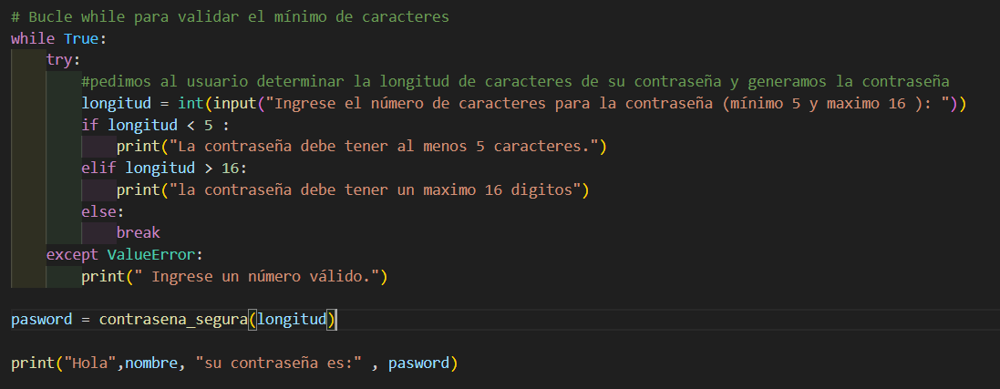 # Bucle while para validar el mínimo de caracteres
while True:
    try:
        #pedimos al usuario determinar la longitud de caracteres de su contraseña y generamos la contraseña
        longitud = int(input("Ingrese el número de caracteres para la contraseña (mínimo 5 y maximo 16 ): "))
        if longitud < 5 :
            print("La contraseña debe tener al menos 5 caracteres.")
        elif longitud > 16:
            print("la contraseña debe tener un maximo 16 digitos")
        else:
            break
    except ValueError:
        print(" Ingrese un número válido.")
pasword = contrasena_segura(longitud)
print("Hola",nombre, "su contraseña es:" , pasword)